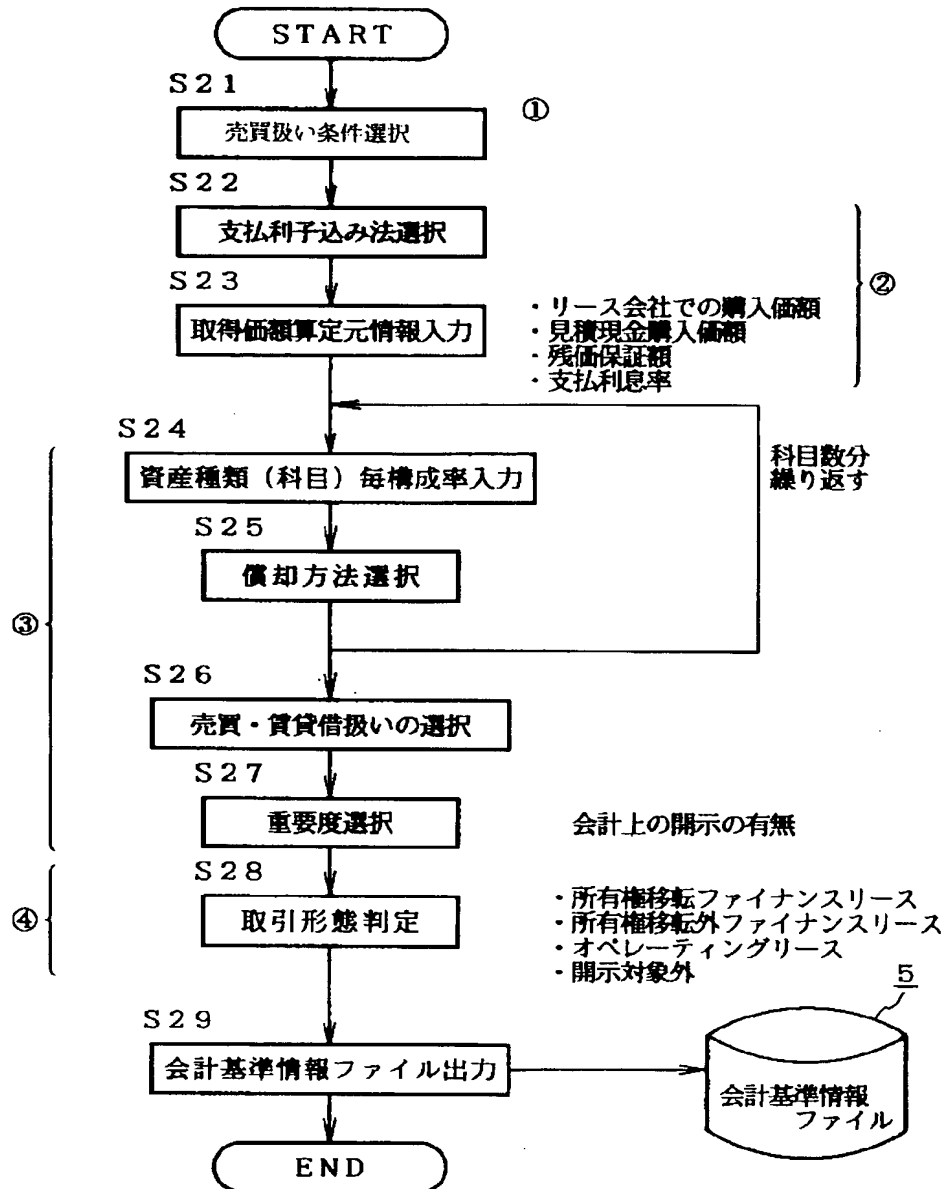 START
S21
①
売買扱い条件選択
S22
支払利子込み法選択
②
S23
取得価額算定元情報入力
・リース会社での購入価額
・見積現金購入価額
・残価保証額
・支払利息率
S24
資産種類（科目）毎構成率入力
科目数分
繰り返す
S25
償却方法選択
③
S26
売買・賃貸借扱いの選択
S27
重要度選択
会計上の開示の有無
④
S28
取引形態判定
・所有権移転ファイナンスリース
・所有権移転外ファイナンスリース
・オペレーティングリース
・開示対象外
S29
会計基準情報ファイル出力
5
会計基準情報
ファイル
END